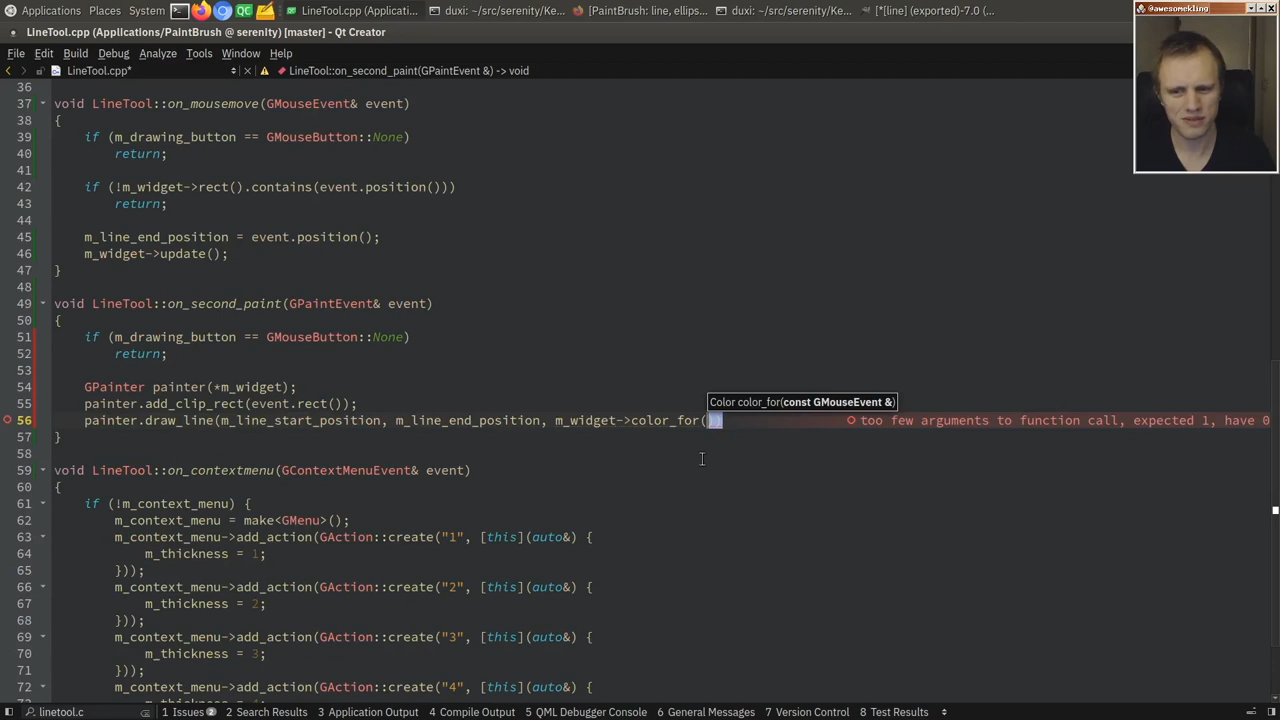 Applications Places System LineTool.cpp (Applicati... dux: ~/src/serenity/Ke... [PaintBrush: line, ellips... dux: ~/src/serenity/Ke... [*[line] (exported)-7.0 (...
@awesomekling
LineTool.cpp (Applications/PaintBrush @ serenity) [master] - Qt Creator
File Edit Build Debug Analyze Tools Window Help
LineTool.cpp* LineTool::on_second_paint(GPaintEvent &) -> void
36
37 void LineTool::on_mousemove(GMouseEvent& event)
38 {
39 if (m_drawing_button == GMouseButton::None)
40 return;
41
42 if (!m_widget->rect().contains(event.position()))
43 return;
44
45 m_line_end_position = event.position();
46 m_widget->update();
47 }
48
49 void LineTool::on_second_paint(GPaintEvent& event)
50 {
51 if (m_drawing_button == GMouseButton::None)
52 return;
53
54 GPainter painter(*m_widget);
55 painter.add_clip_rect(event.rect());
Color color_for(const GMouseEvent &)
56 painter.draw_line(m_line_start_position, m_line_end_position, m_widget->color_for()) too few arguments to function call, expected 1, have 0
57 }
58
59 void LineTool::on_contextmenu(GContextMenuEvent& event)
60 {
61 if (!m_context_menu) {
62 m_context_menu = make<GMenu>();
63 m_context_menu->add_action(GAction::create("1", [this](auto&) {
64 m_thickness = 1;
65 }));
66 m_context_menu->add_action(GAction::create("2", [this](auto&) {
67 m_thickness = 2;
68 }));
69 m_context_menu->add_action(GAction::create("3", [this](auto&) {
70 m_thickness = 3;
71 }));
72 m_context_menu->add_action(GAction::create("4", [this](auto&) {
linetool.c 1 Issues 2 2 Search Results 3 Application Output 4 Compile Output 5 QML Debugger Console 6 General Messages 7 Version Control 8 Test Results